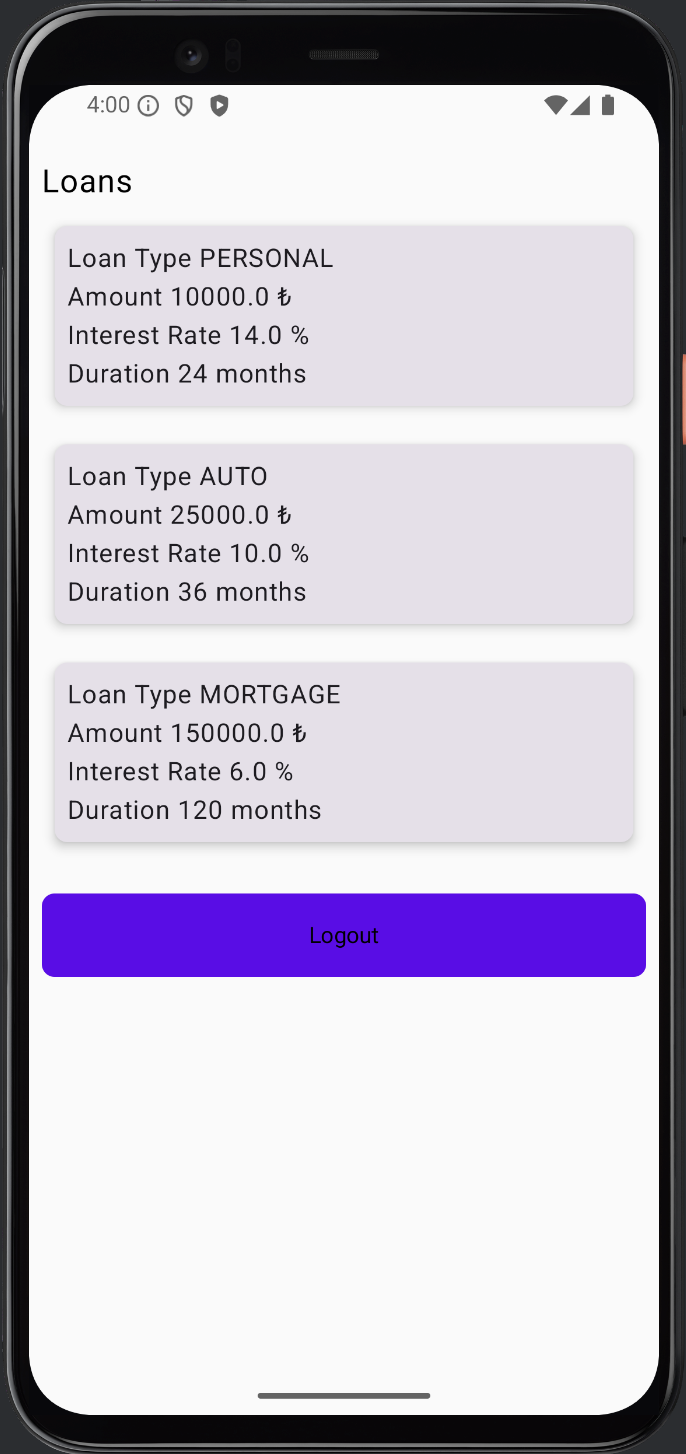 4:00
Loans
Loan Type PERSONAL
Amount 10000.0 ₺
Interest Rate 14.0 %
Duration 24 months
Loan Type AUTO
Amount 25000.0 ₺
Interest Rate 10.0 %
Duration 36 months
Loan Type MORTGAGE
Amount 150000.0 ₺
Interest Rate 6.0 %
Duration 120 months
Logout